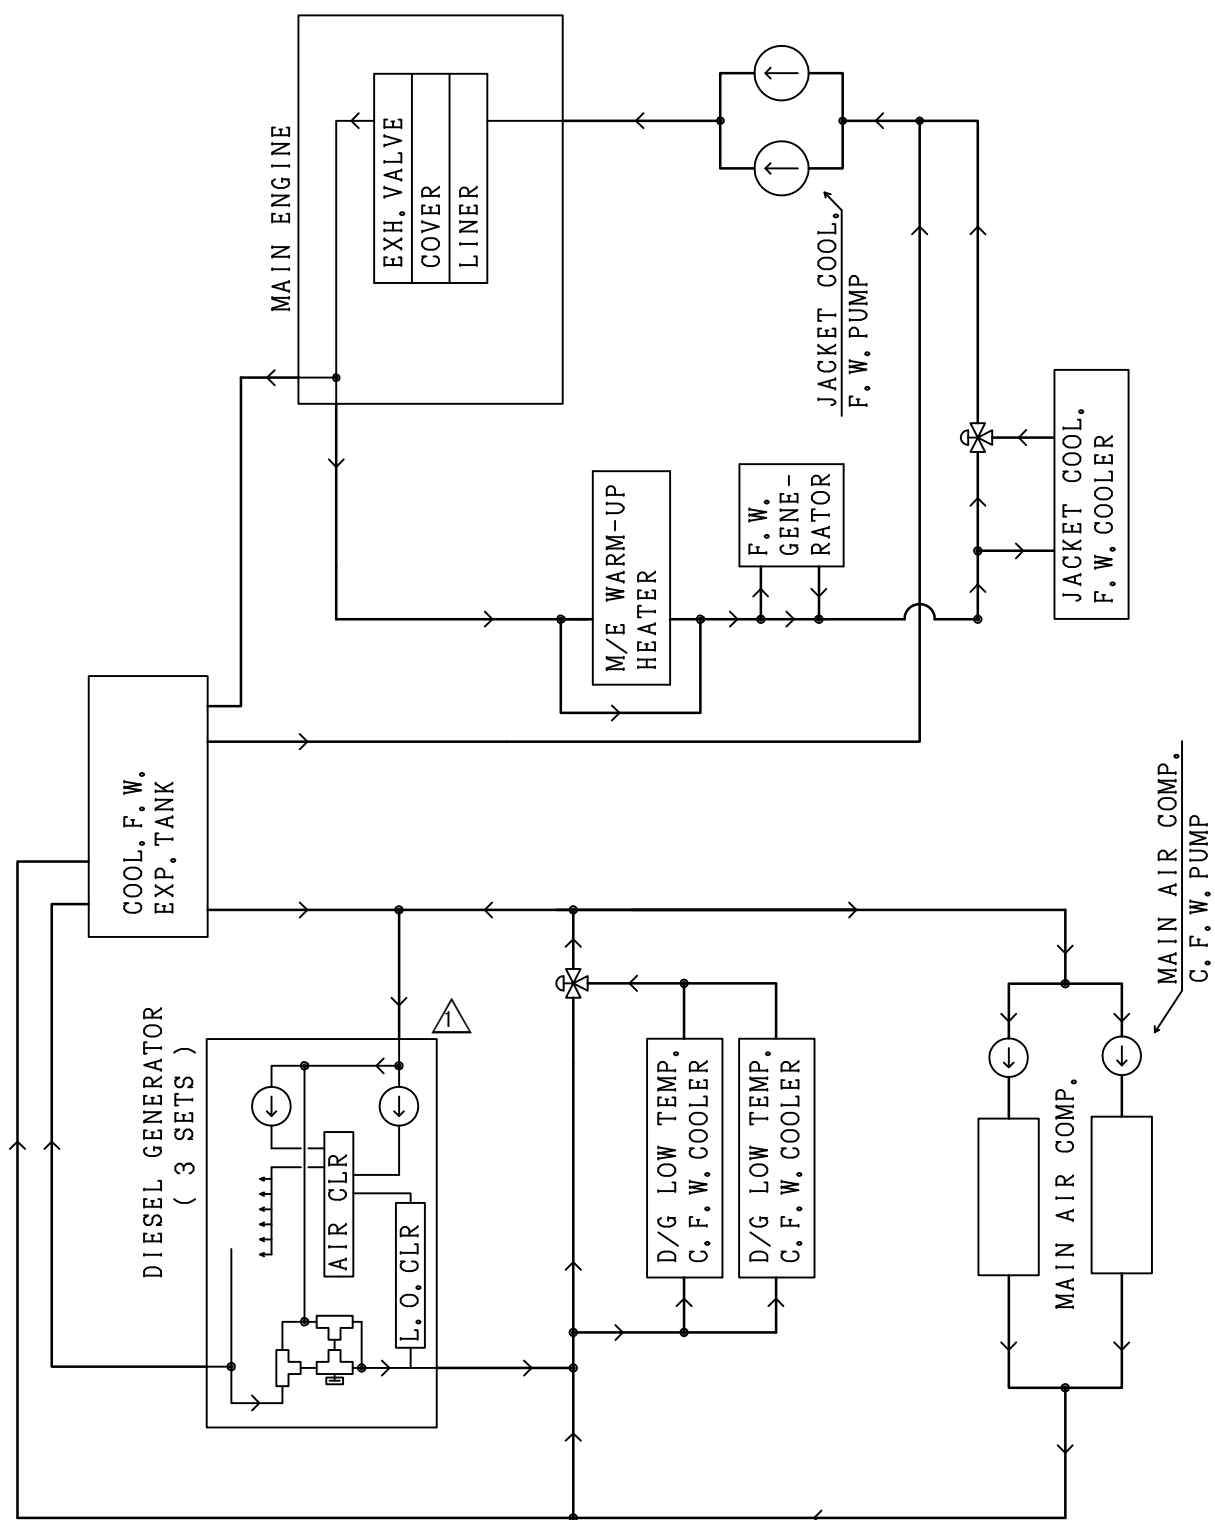 MAIN ENGINE
EXH.VALVE
COVER
LINER
JACKET COOL.
F.W.PUMP
JACKET COOL.
F.W.COOLER
F.W.
GENE-
RATOR
M/E WARM-UP
HEATER
COOL.F.W.
EXP.TANK
MAIN AIR COMP.
C.F.W.PUMP
DIESEL GENERATOR
( 3 SETS )
1
AIR CLR
L.O.CLR
D/G LOW TEMP.
C.F.W.COOLER
D/G LOW TEMP.
C.F.W.COOLER
MAIN AIR COMP.